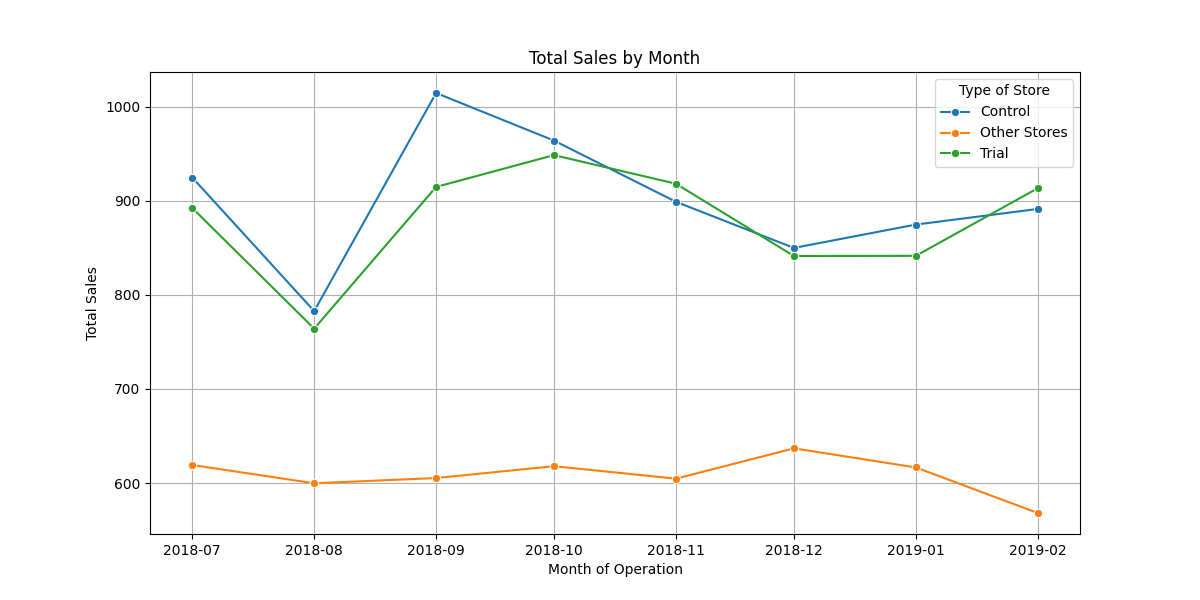 Total Sales by Month
Type of Store
Control
Other Stores
Trial
Total Sales
1000
900
800
700
600
2018-07 2018-08 2018-09 2018-10 2018-11 2018-12 2019-01 2019-02
Month of Operation